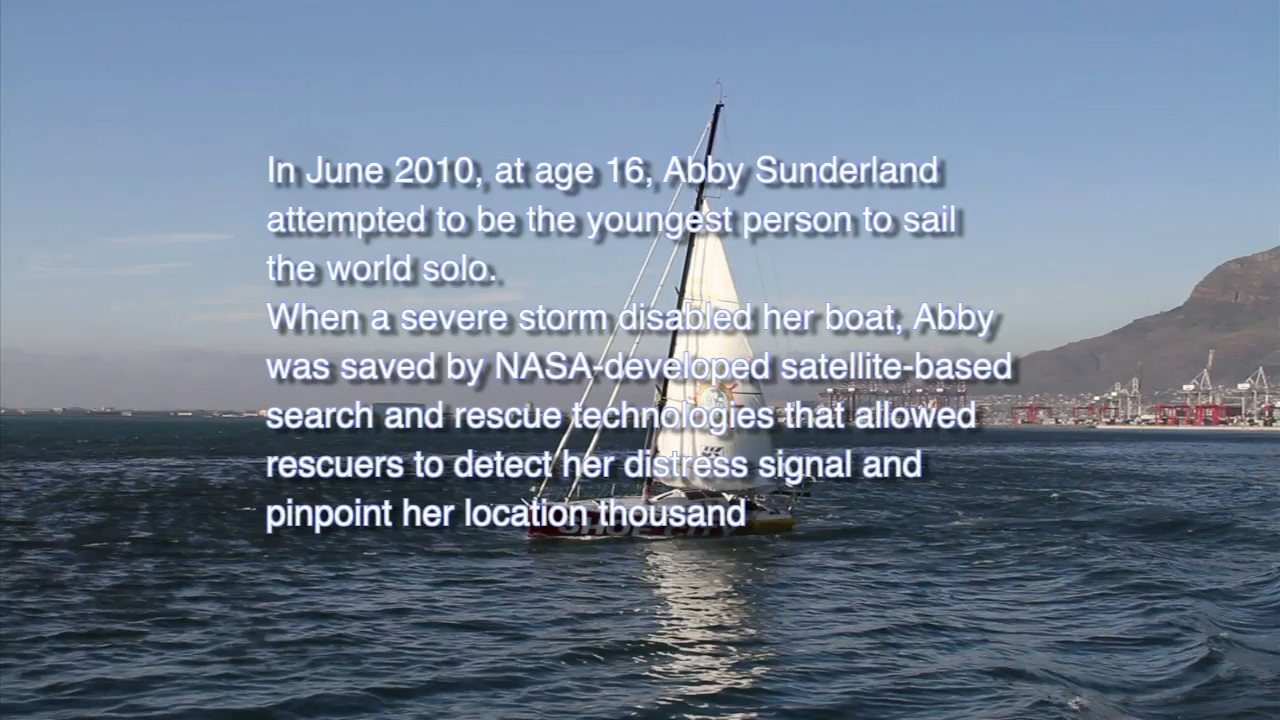 In June 2010, at age 16, Abby Sunderland
attempted to be the youngest person to sail
the world solo.
When a severe storm disabled her boat, Abby
was saved by NASA-developed satellite-based
search and rescue technologies that allowed
rescuers to detect her distress signal and
pinpoint her location thousand
SHOE CITY